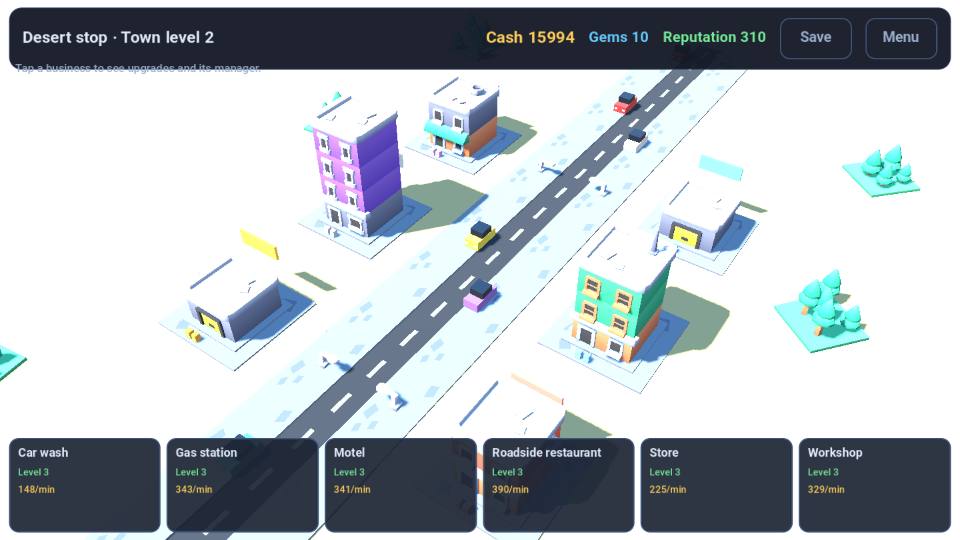 Desert stop · Town level 2
Cash 15994
Gems 10
Reputation 310
Save
Menu
Tap a business to see upgrades and its manager.
Car wash
Level 3
148/min
Gas station
Level 3
343/min
Motel
Level 3
341/min
Roadside restaurant
Level 3
390/min
Store
Level 3
225/min
Workshop
Level 3
329/min